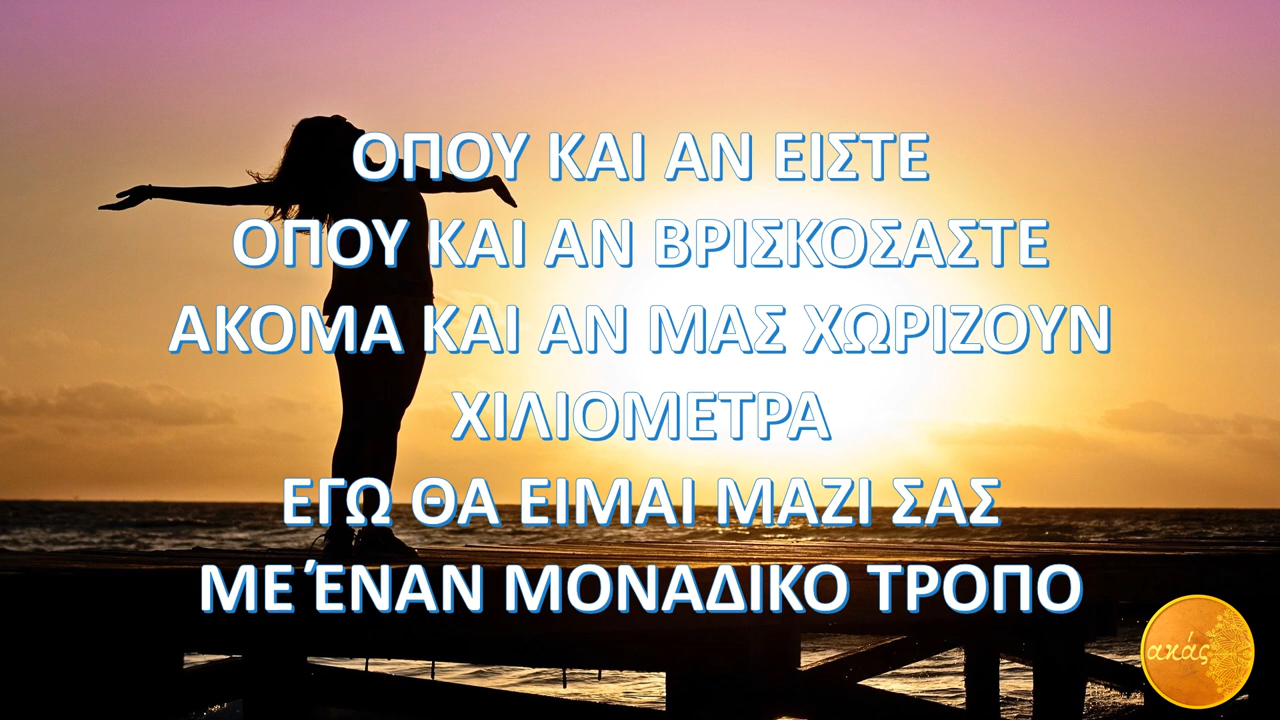 ΟΠΟΥ ΚΑΙ ΑΝ ΕΙΣΤΕ
ΟΠΟΥ ΚΑΙ ΑΝ ΒΡΙΣΚΟΣΑΣΤΕ
ΑΚΟΜΑ ΚΑΙ ΑΝ ΜΑΣ ΧΩΡΙΖΟΥΝ
ΧΙΛΙΟΜΕΤΡΑ
ΕΓΩ ΘΑ ΕΙΜΑΙ ΜΑΖΙ ΣΑΣ
ΜΕ ΈΝΑΝ ΜΟΝΑΔΙΚΟ ΤΡΟΠΟ
ακάς